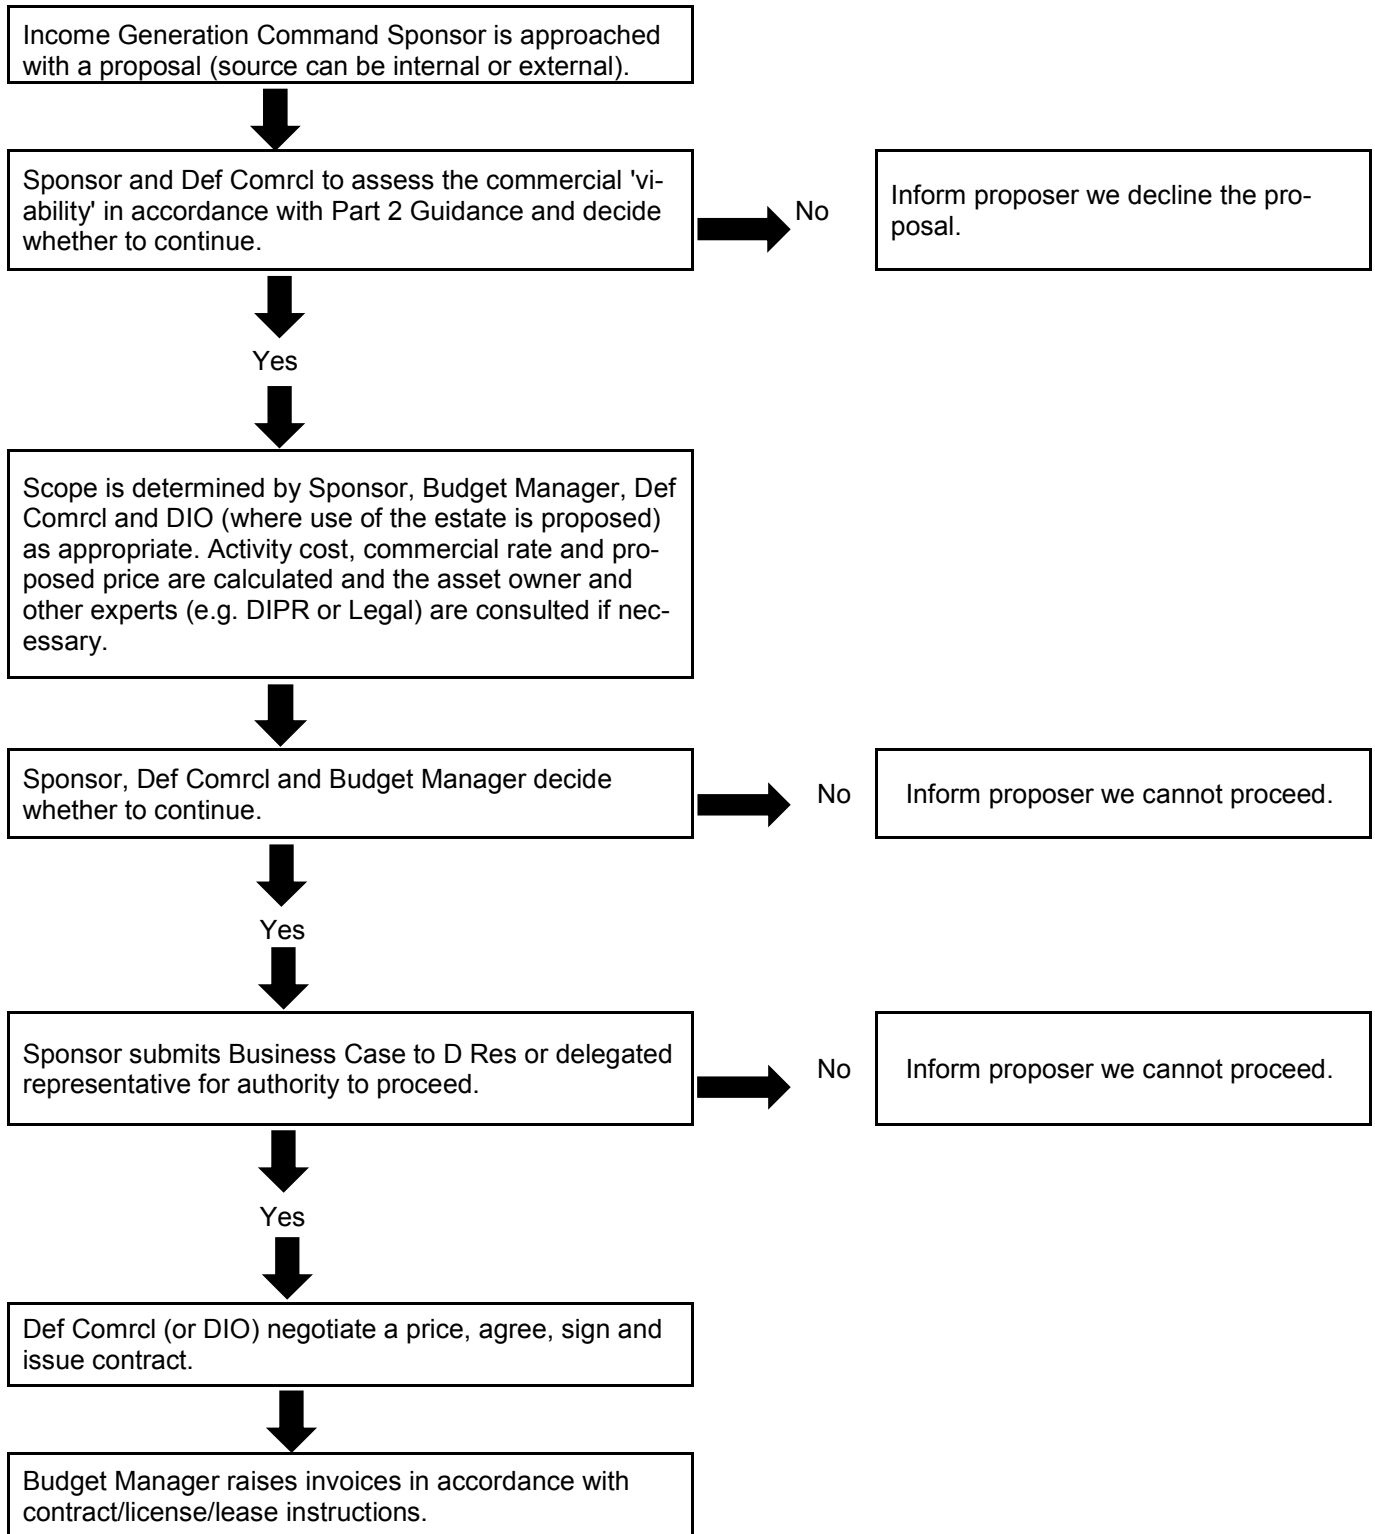 Income Generation Command Sponsor is approached
with a proposal (source can be internal or external).
Sponsor and Def Comrcl to assess the commercial 'vi-
ability' in accordance with Part 2 Guidance and decide
whether to continue.
No
Inform proposer we decline the pro-
posal.
Yes
Scope is determined by Sponsor, Budget Manager, Def
Comrcl and DIO (where use of the estate is proposed)
as appropriate. Activity cost, commercial rate and pro-
posed price are calculated and the asset owner and
other experts (e.g. DIPR or Legal) are consulted if nec-
essary.
Sponsor, Def Comrcl and Budget Manager decide
whether to continue.
No
Inform proposer we cannot proceed.
Yes
Sponsor submits Business Case to D Res or delegated
representative for authority to proceed.
No
Inform proposer we cannot proceed.
Yes
Def Comrcl (or DIO) negotiate a price, agree, sign and
issue contract.
Budget Manager raises invoices in accordance with
contract/license/lease instructions.